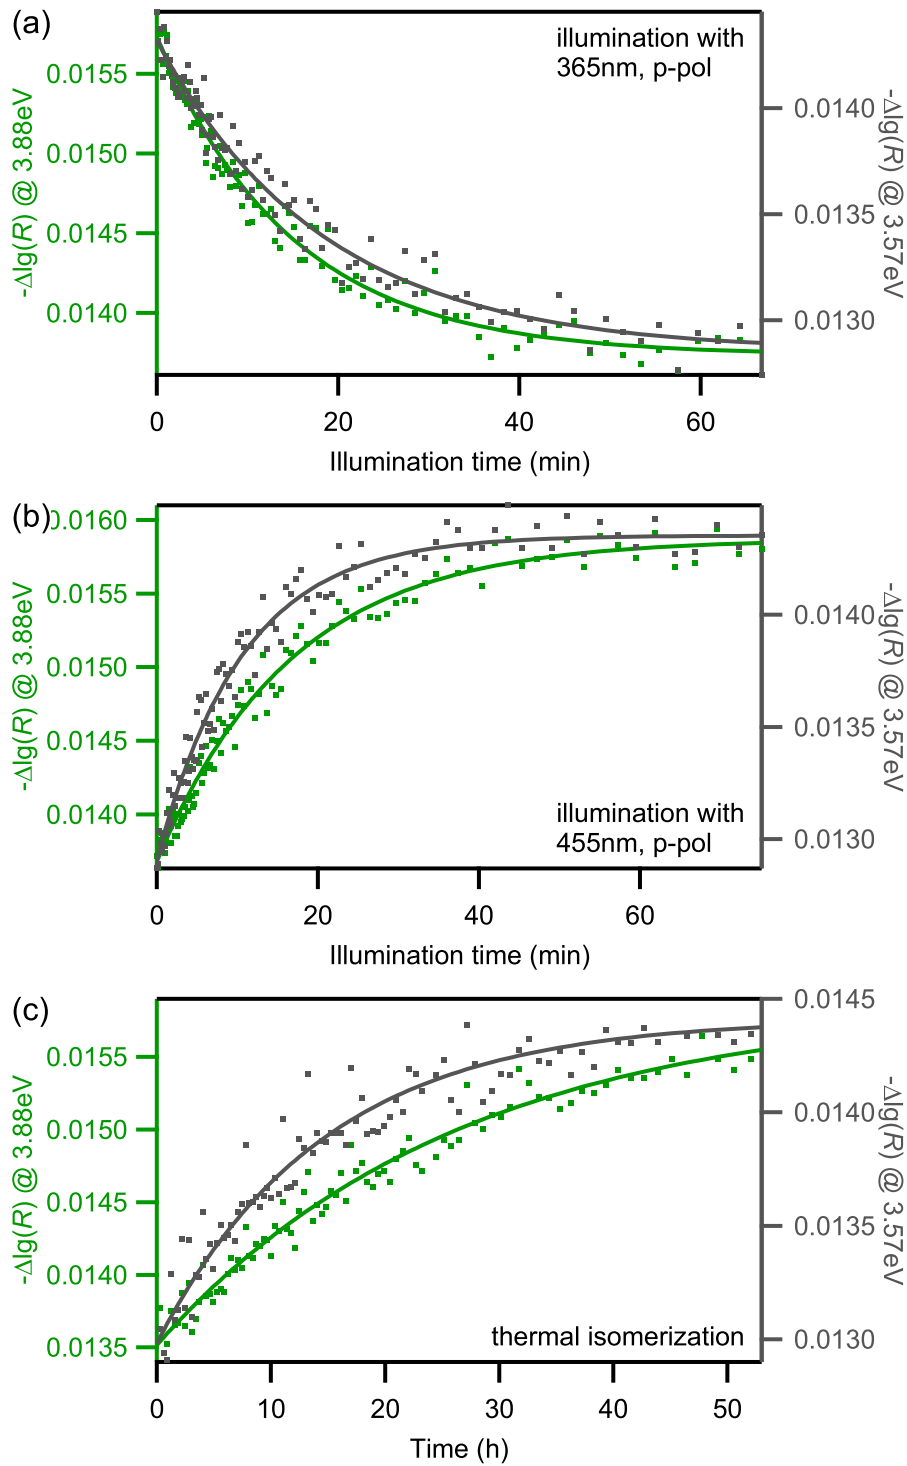 (a)
illumination with
365nm, p-pol
0.0155
0.0150
0.0145
0.0140
-Δlg(R) @ 3.88eV
0.0140
0.0135
0.0130
-Δlg(R) @ 3.57eV
0 20 40 60
Illumination time (min)
(b)
0.0160
0.0155
0.0150
0.0145
0.0140
-Δlg(R) @ 3.88eV
0.0140
0.0135
0.0130
-Δlg(R) @ 3.57eV
illumination with
455nm, p-pol
0 20 40 60
Illumination time (min)
(c)
0.0155
0.0150
0.0145
0.0140
0.0135
-Δlg(R) @ 3.88eV
0.0145
0.0140
0.0135
0.0130
-Δlg(R) @ 3.57eV
thermal isomerization
0 10 20 30 40 50
Time (h)